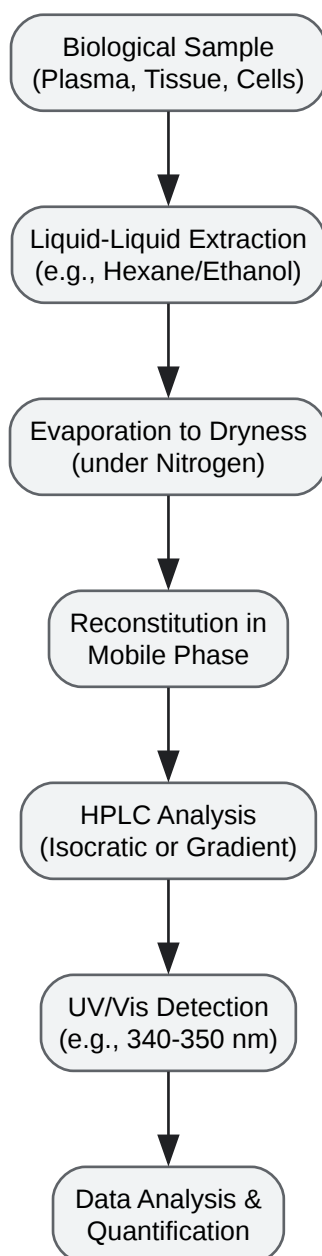 Biological Sample
(Plasma, Tissue, Cells)
Liquid-Liquid Extraction
(e.g., Hexane/Ethanol)
Evaporation to Dryness
(under Nitrogen)
Reconstitution in
Mobile Phase
HPLC Analysis
(Isocratic or Gradient)
UV/Vis Detection
(e.g., 340-350 nm)
Data Analysis &
Quantification